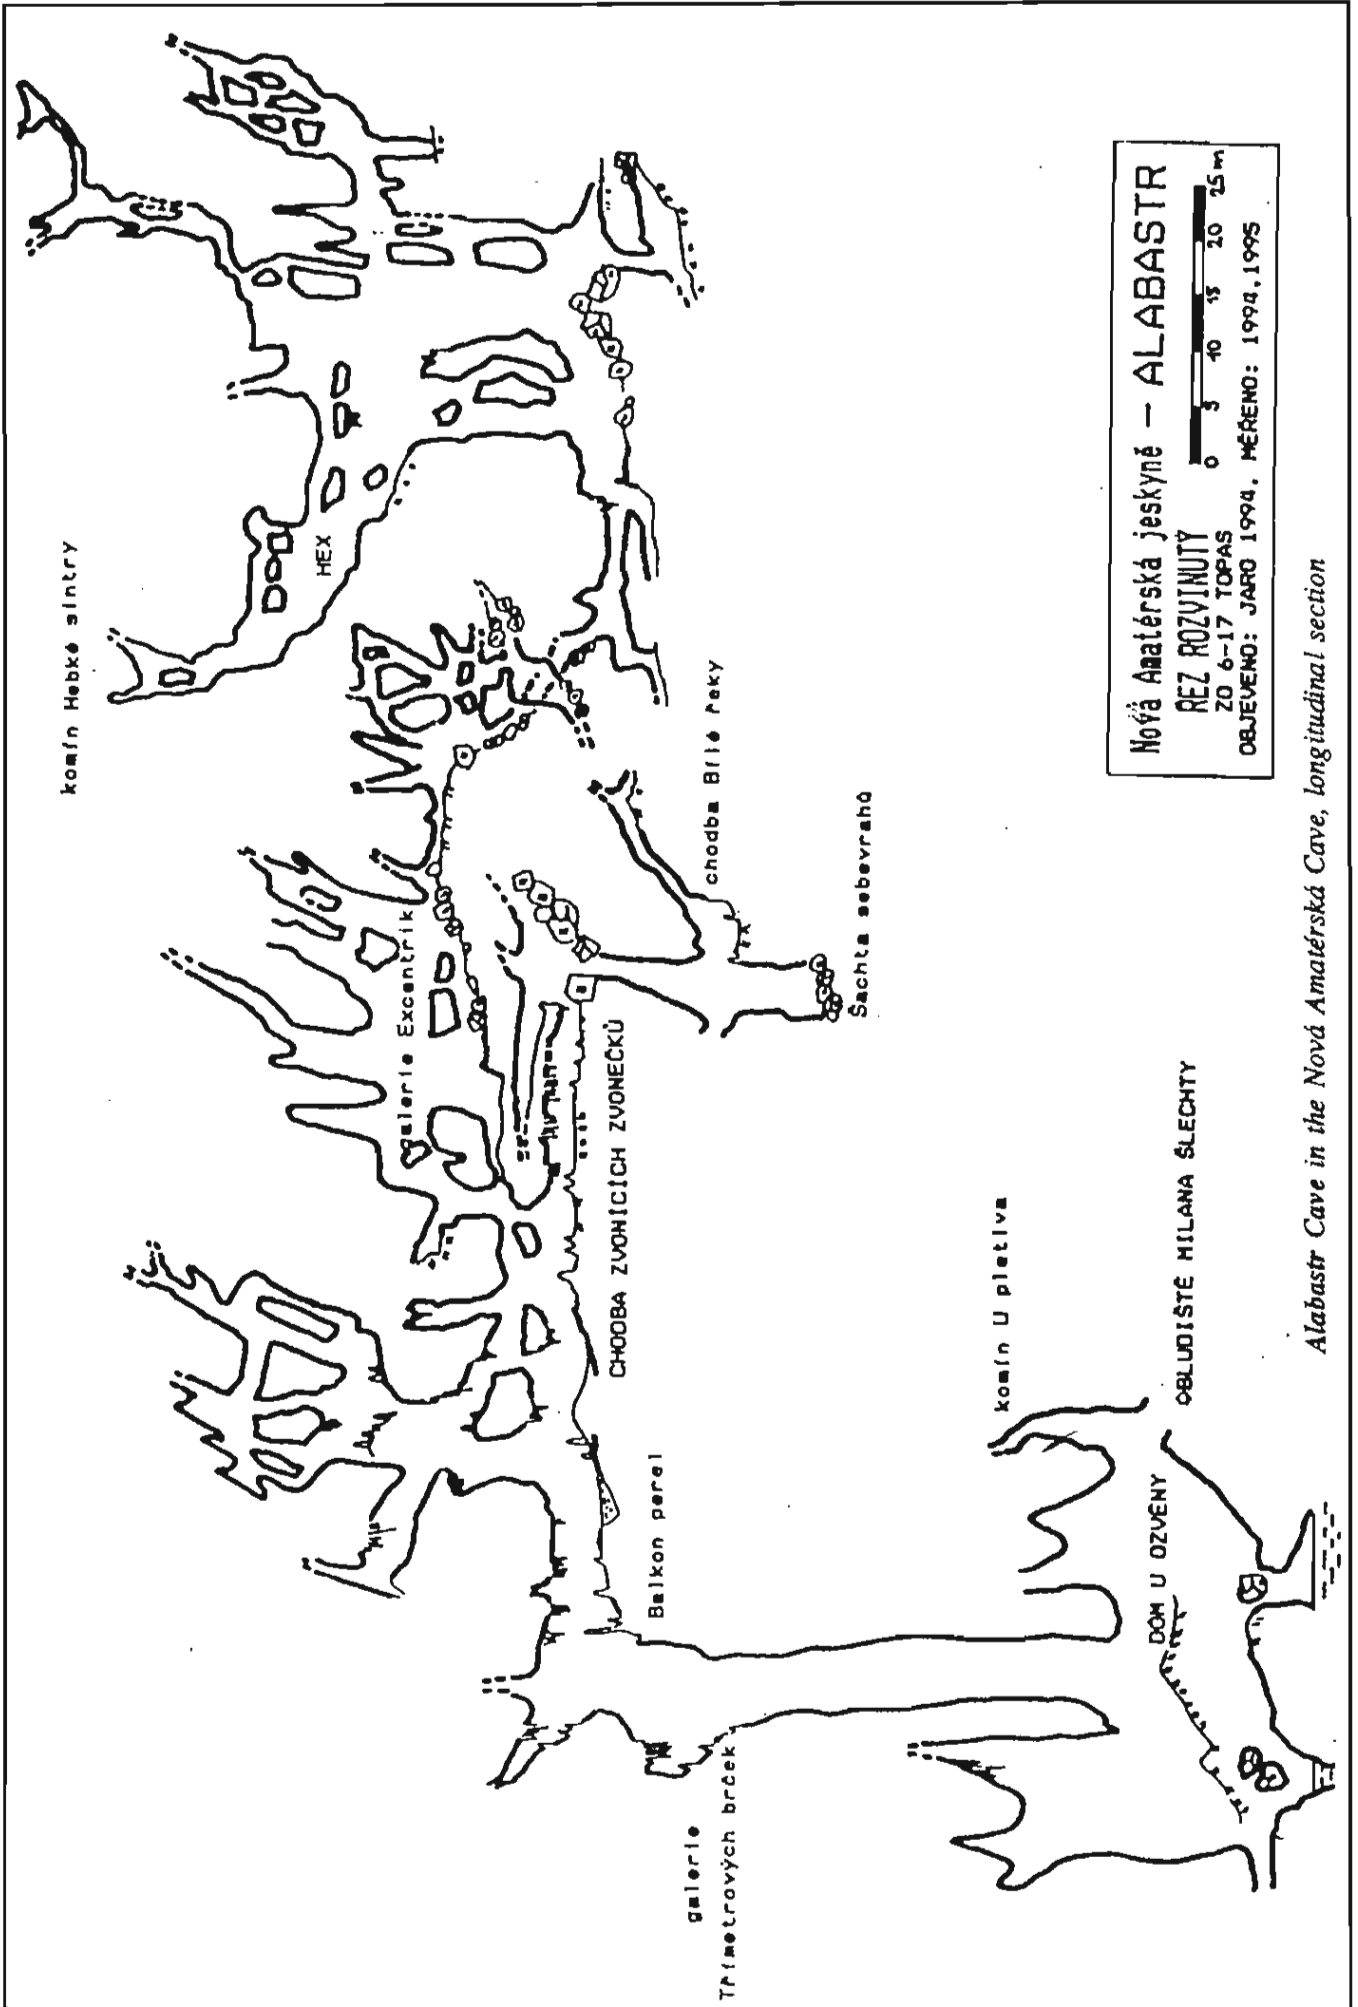 komín Hebké sintry
HEX
galerie Excentrik
chodba Bílé řeky
Šachta sebevrahů
CHODBA ZVONÍCÍCH ZVONEČKŮ
Balkon perel
galerie
Třímetrových brček
komín U pletiva
DÓM U OZVĚNY
OBLUDIŠTĚ MILANA ŠLECHTY
Nová Amatérská jeskyně - ALABASTR
ŘEZ ROZVINUTÝ
0 5 10 15 20 25 m
ZO 6-17 TOPAS
OBJEVENO: JARO 1994, MĚŘENO: 1994, 1995
Alabastr Cave in the Nová Amatérská Cave, longitudinal section